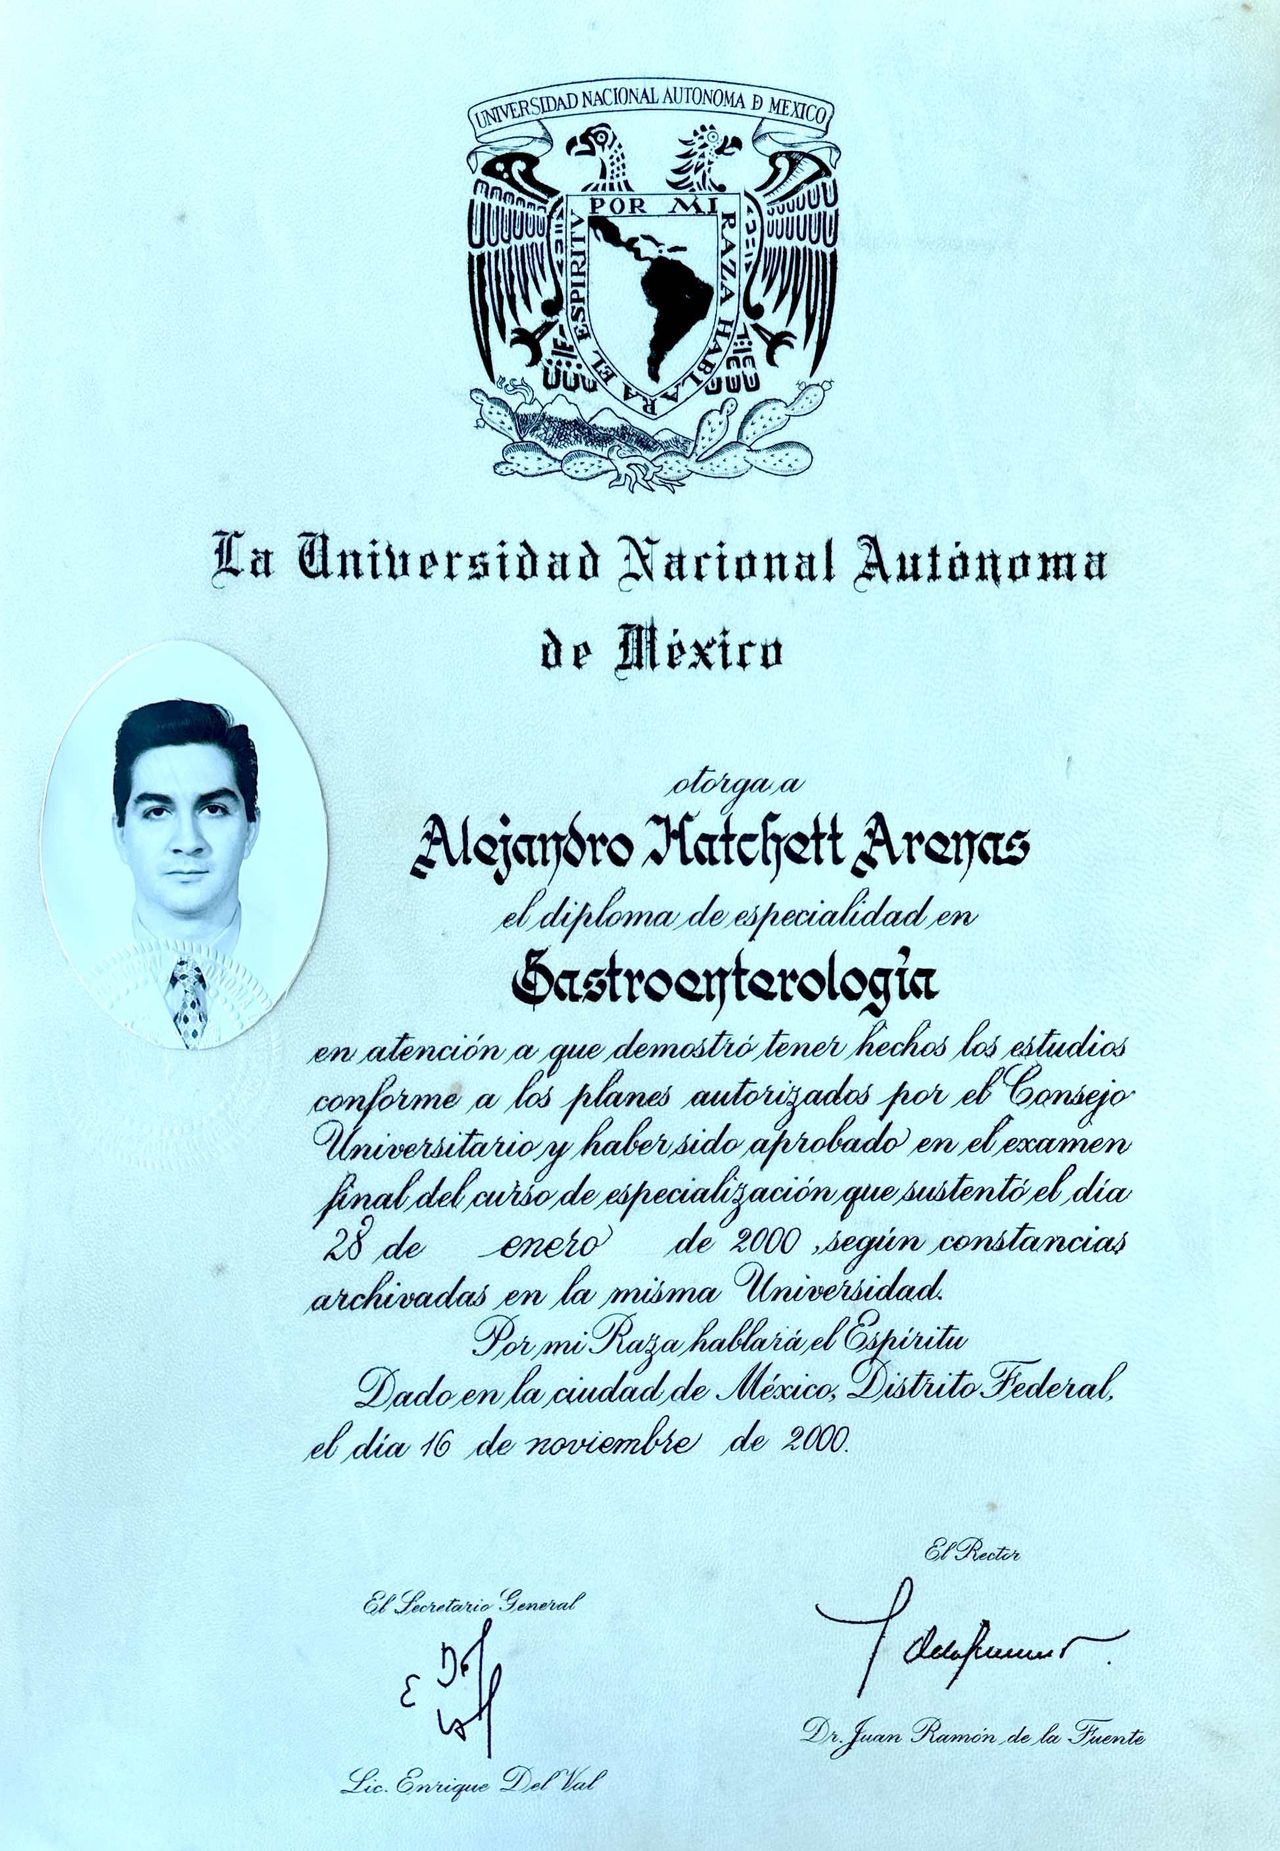 UNIVERSIDAD NACIONAL AUTONOMA D MEXICO
POR MI RAZA HABLARA EL ESPIRITU
La Universidad Nacional Autónoma
de México
otorga a
Alejandro Hatchett Arenas
el diploma de especialidad en
Gastroenterología
en atención a que demostró tener hechos los estudios
conforme a los planes autorizados por el Consejo
Universitario y haber sido aprobado en el examen
final del curso de especialización que sustentó el día
28 de enero de 2000, según constancias
archivadas en la misma Universidad.
Por mi Raza hablará el Espíritu
Dado en la ciudad de México, Distrito Federal,
el día 16 de noviembre de 2000.
El Rector
El Secretario General
Dr. Juan Ramón de la Fuente
Lic. Enrique Del Val